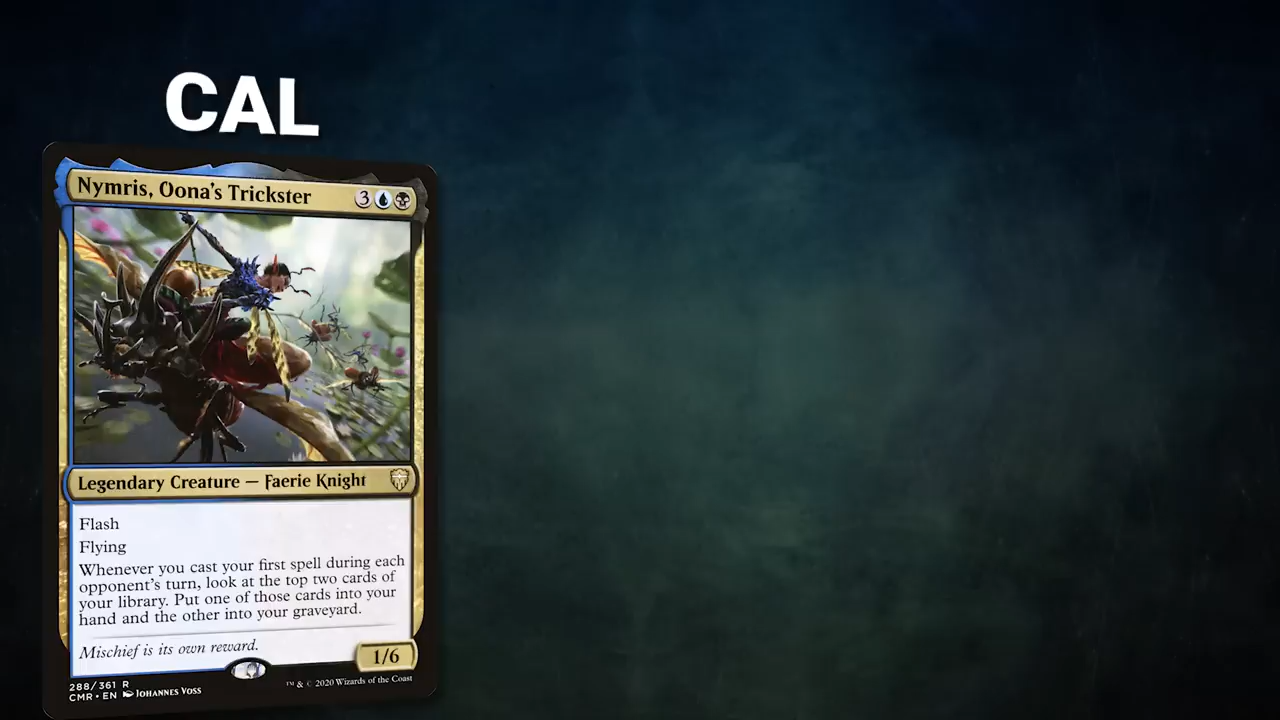 CAL
Nymris, Oona's Trickster 3
Legendary Creature — Faerie Knight
Flash
Flying
Whenever you cast your first spell during each
opponent's turn, look at the top two cards of
your library. Put one of those cards into your
hand and the other into your graveyard.
Mischief is its own reward.
1/6
288/361 R
CMR • EN Johannes Voss
™ & © 2020 Wizards of the Coast